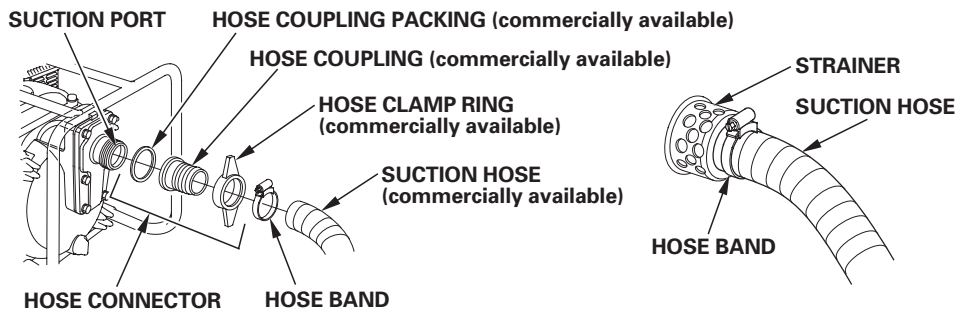 SUCTION PORT
HOSE COUPLING PACKING (commercially available)
HOSE COUPLING (commercially available)
HOSE CLAMP RING
(commercially available)
SUCTION HOSE
(commercially available)
HOSE CONNECTOR
HOSE BAND
STRAINER
SUCTION HOSE
HOSE BAND